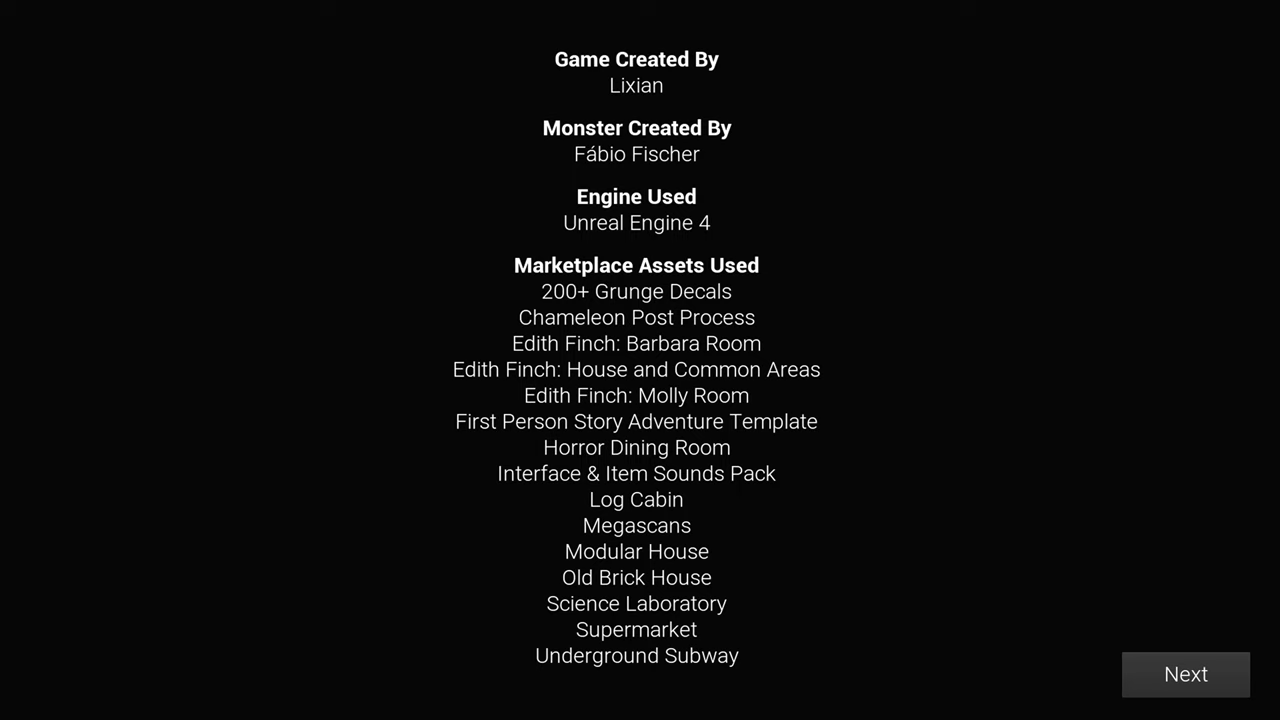 Game Created By
Lixian
Monster Created By
Fábio Fischer
Engine Used
Unreal Engine 4
Marketplace Assets Used
200+ Grunge Decals
Chameleon Post Process
Edith Finch: Barbara Room
Edith Finch: House and Common Areas
Edith Finch: Molly Room
First Person Story Adventure Template
Horror Dining Room
Interface & Item Sounds Pack
Log Cabin
Megascans
Modular House
Old Brick House
Science Laboratory
Supermarket
Underground Subway
Next